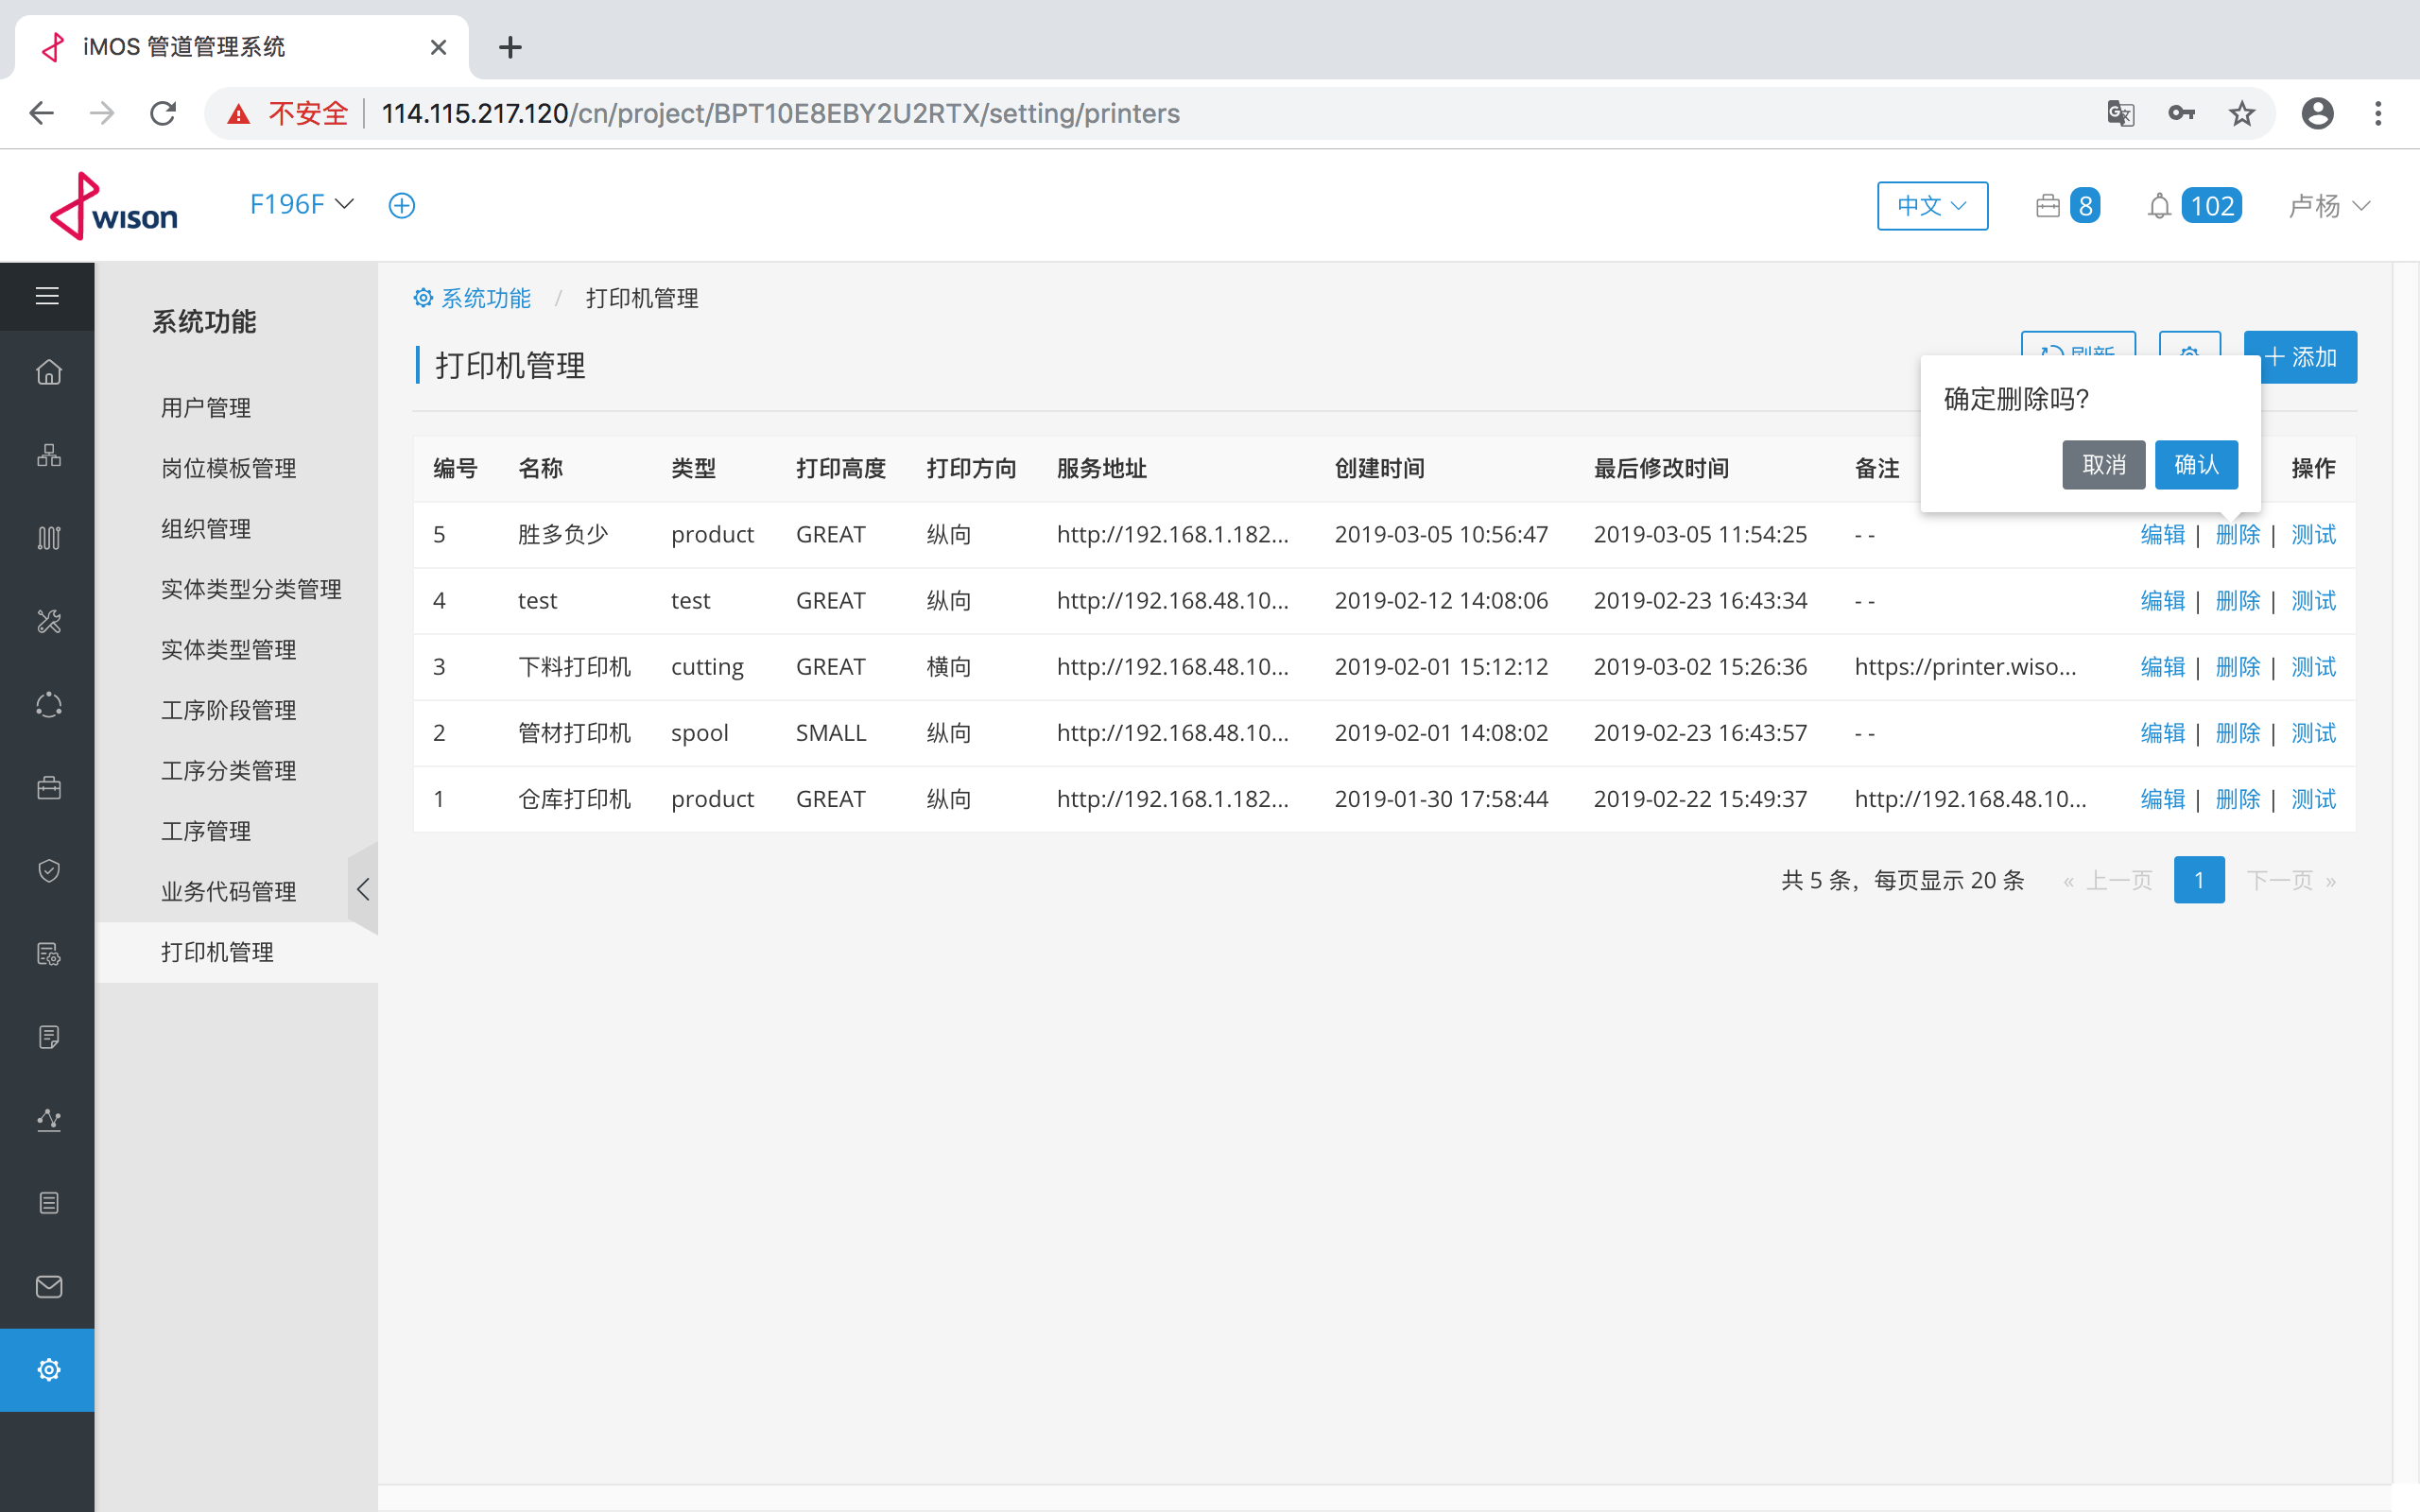 iMOS 管道管理系统
不安全 114.115.217.120/cn/project/BPT10E8EBY2U2RTX/setting/printers
wison F196F 中文 8 102 卢杨
系统功能
用户管理
岗位模板管理
组织管理
实体类型分类管理
实体类型管理
工序阶段管理
工序分类管理
工序管理
业务代码管理
打印机管理
系统功能 / 打印机管理
打印机管理
刷新 添加
确定删除吗?
取消 确认
编号 名称 类型 打印高度 打印方向 服务地址 创建时间 最后修改时间 备注 操作
5 胜多负少 product GREAT 纵向 http://192.168.1.182... 2019-03-05 10:56:47 2019-03-05 11:54:25 - - 编辑 | 删除 | 测试
4 test test GREAT 纵向 http://192.168.48.10... 2019-02-12 14:08:06 2019-02-23 16:43:34 - - 编辑 | 删除 | 测试
3 下料打印机 cutting GREAT 横向 http://192.168.48.10... 2019-02-01 15:12:12 2019-03-02 15:26:36 https://printer.wiso... 编辑 | 删除 | 测试
2 管材打印机 spool SMALL 纵向 http://192.168.48.10... 2019-02-01 14:08:02 2019-02-23 16:43:57 - - 编辑 | 删除 | 测试
1 仓库打印机 product GREAT 纵向 http://192.168.1.182... 2019-01-30 17:58:44 2019-02-22 15:49:37 http://192.168.48.10... 编辑 | 删除 | 测试
共 5 条，每页显示 20 条 « 上一页 1 下一页 »